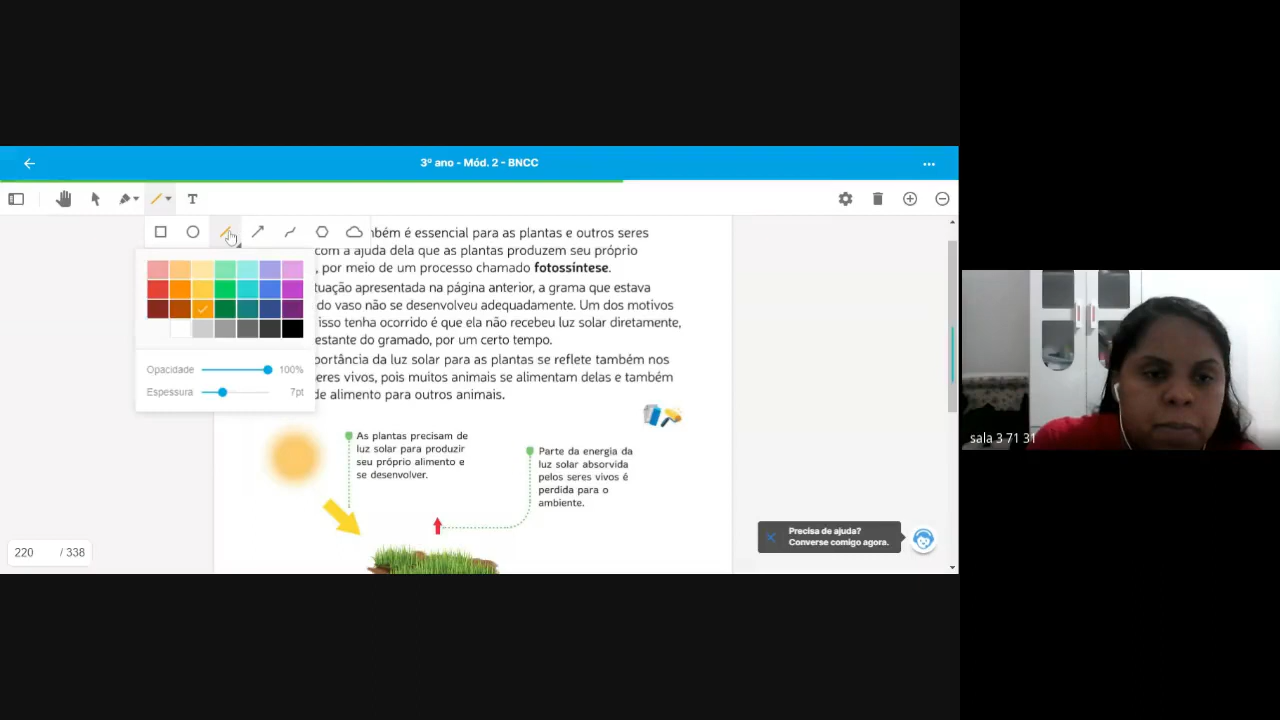 3º ano - Mód. 2 - BNCC
T
mbém é essencial para as plantas e outros seres
com a ajuda dela que as plantas produzem seu próprio
, por meio de um processo chamado fotossíntese.
tuação apresentada na página anterior, a grama que estava
do vaso não se desenvolveu adequadamente. Um dos motivos
isso tenha ocorrido é que ela não recebeu luz solar diretamente,
estante do gramado, por um certo tempo.
portância da luz solar para as plantas se reflete também nos
eres vivos, pois muitos animais se alimentam delas e também
de alimento para outros animais.
Opacidade 100%
Espessura 7pt
As plantas precisam de
luz solar para produzir
seu próprio alimento e
se desenvolver.
Parte da energia da
luz solar absorvida
pelos seres vivos é
perdida para o
ambiente.
Precisa de ajuda?
Converse comigo agora.
220 / 338
sala 3 71 31